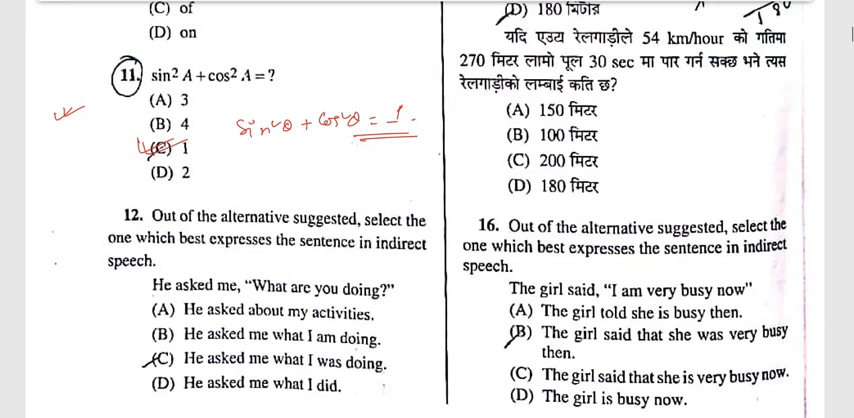 (C) of
(D) on
11. sin² A + cos² A = ?
(A) 3
(B) 4
(C) 1
(D) 2
sin²θ + cos²θ = 1.
12. Out of the alternative suggested, select the
one which best expresses the sentence in indirect
speech.
He asked me, “What are you doing?”
(A) He asked about my activities.
(B) He asked me what I am doing.
(C) He asked me what I was doing.
(D) He asked me what I did.
(D) 180 मिटर
यदि एउटा रेलगाडीले 54 km/hour को गतिमा
270 मिटर लामो पूल 30 sec मा पार गर्न सक्छ भने त्यस
रेलगाडीको लम्बाई कति छ?
(A) 150 मिटर
(B) 100 मिटर
(C) 200 मिटर
(D) 180 मिटर
16. Out of the alternative suggested, select the
one which best expresses the sentence in indirect
speech.
The girl said, “I am very busy now”
(A) The girl told she is busy then.
(B) The girl said that she was very busy
then.
(C) The girl said that she is very busy now.
(D) The girl is busy now.